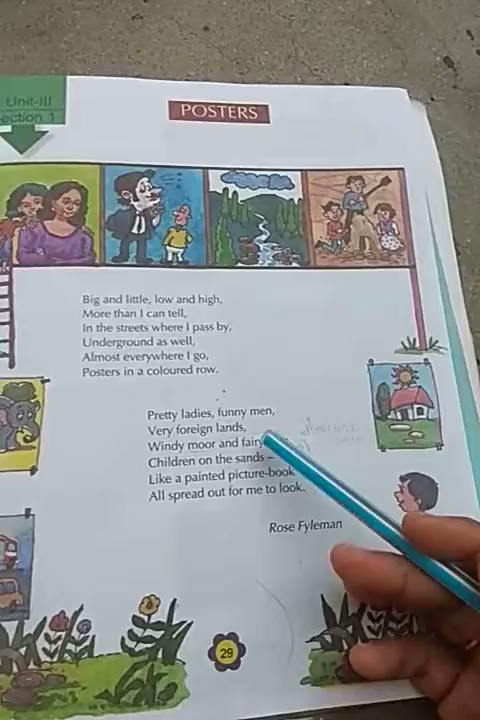 Unit-III
ection 1
POSTERS
Big and little, low and high,
More than I can tell,
In the streets where I pass by,
Underground as well,
Almost everywhere I go,
Posters in a coloured row.
Pretty ladies, funny men,
Very foreign lands,
Windy moor and fairy
Children on the sands –
Like a painted picture-book
All spread out for me to look.
Rose Fyleman
29